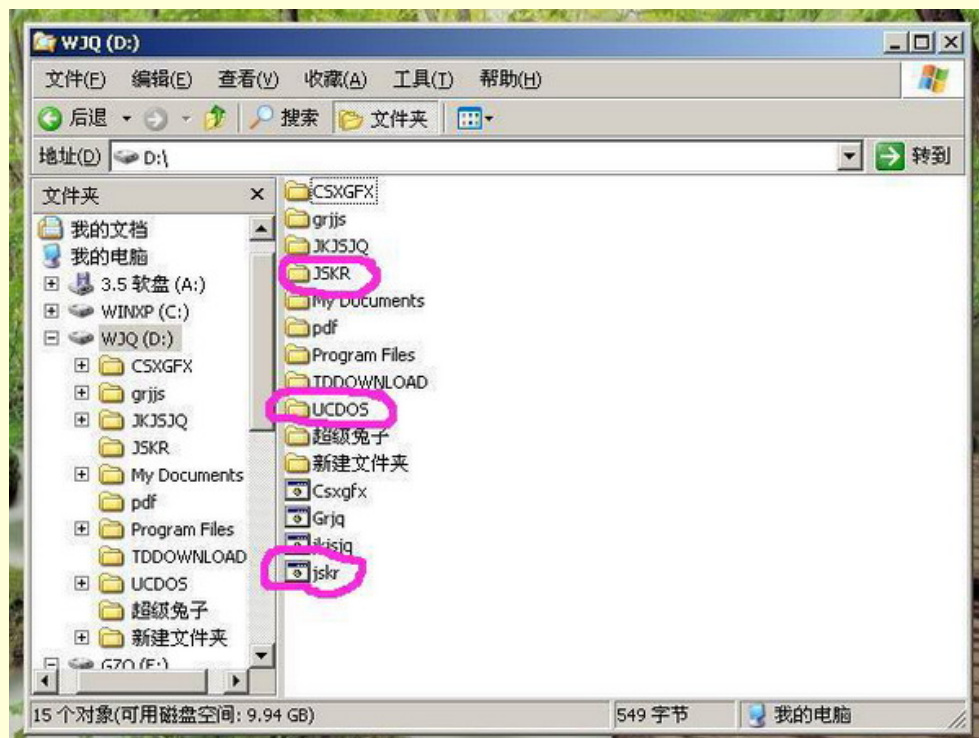 WJQ (D:)
文件(F) 编辑(E) 查看(V) 收藏(A) 工具(T) 帮助(H)
后退 搜索 文件夹
地址(D) D:\ 转到
文件夹
我的文档
我的电脑
3.5 软盘 (A:)
WINXP (C:)
WJQ (D:)
CSXGFX
grjjs
JKJSJQ
JSKR
My Documents
pdf
Program Files
TDDOWNLOAD
UCDOS
超级兔子
新建文件夹
GZQ (E:)
CSXGFX
grjjs
JKJSJQ
JSKR
My Documents
pdf
Program Files
TDDOWNLOAD
UCDOS
超级兔子
新建文件夹
Csxgfx
Grjq
jkjsjq
jskr
15 个对象(可用磁盘空间: 9.94 GB) 549 字节 我的电脑